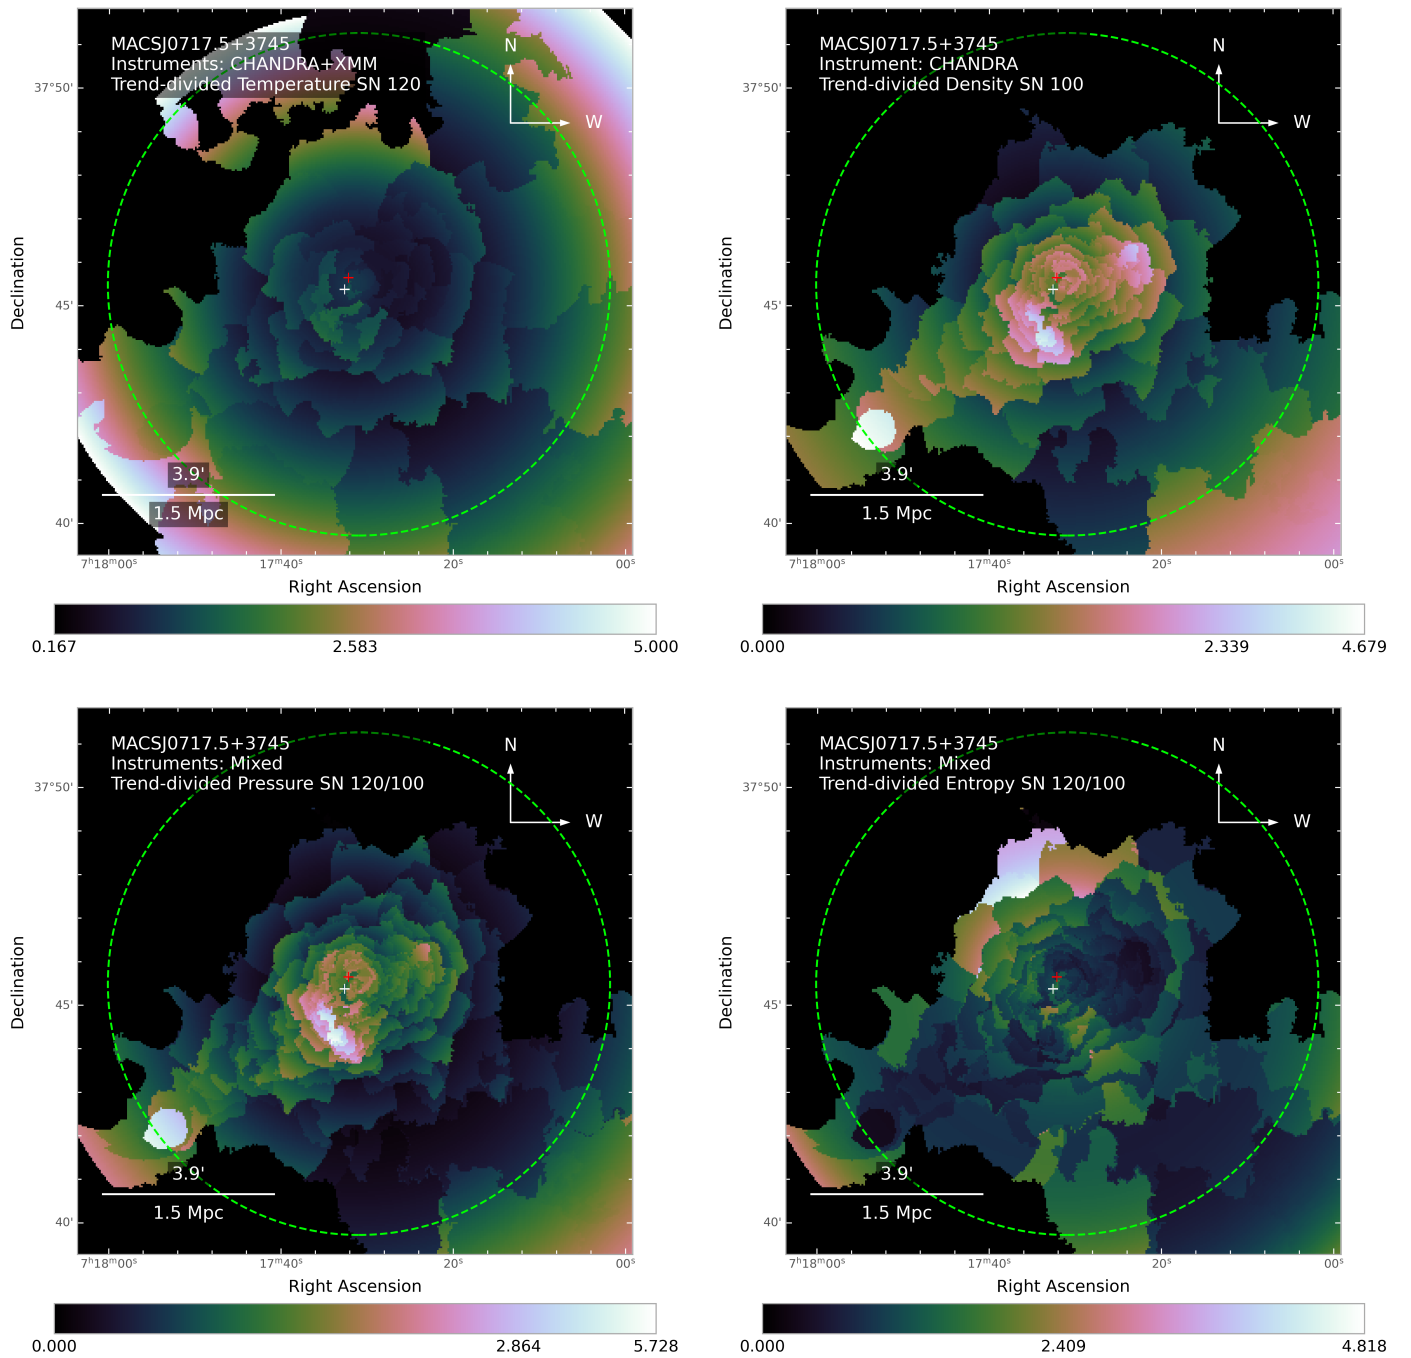 MACSJ0717.5+3745
Instruments: CHANDRA+XMM
Trend-divided Temperature SN 120
N
W
37°50'
45'
40'
Declination
3.9'
1.5 Mpc
7ʰ18ᵐ00ˢ 17ᵐ40ˢ 20ˢ 00ˢ
Right Ascension
0.167 2.583 5.000
MACSJ0717.5+3745
Instrument: CHANDRA
Trend-divided Density SN 100
N
W
37°50'
45'
40'
Declination
3.9'
1.5 Mpc
7ʰ18ᵐ00ˢ 17ᵐ40ˢ 20ˢ 00ˢ
Right Ascension
0.000 2.339 4.679
MACSJ0717.5+3745
Instruments: Mixed
Trend-divided Pressure SN 120/100
N
W
37°50'
45'
40'
Declination
3.9'
1.5 Mpc
7ʰ18ᵐ00ˢ 17ᵐ40ˢ 20ˢ 00ˢ
Right Ascension
0.000 2.864 5.728
MACSJ0717.5+3745
Instruments: Mixed
Trend-divided Entropy SN 120/100
N
W
37°50'
45'
40'
Declination
3.9'
1.5 Mpc
7ʰ18ᵐ00ˢ 17ᵐ40ˢ 20ˢ 00ˢ
Right Ascension
0.000 2.409 4.818